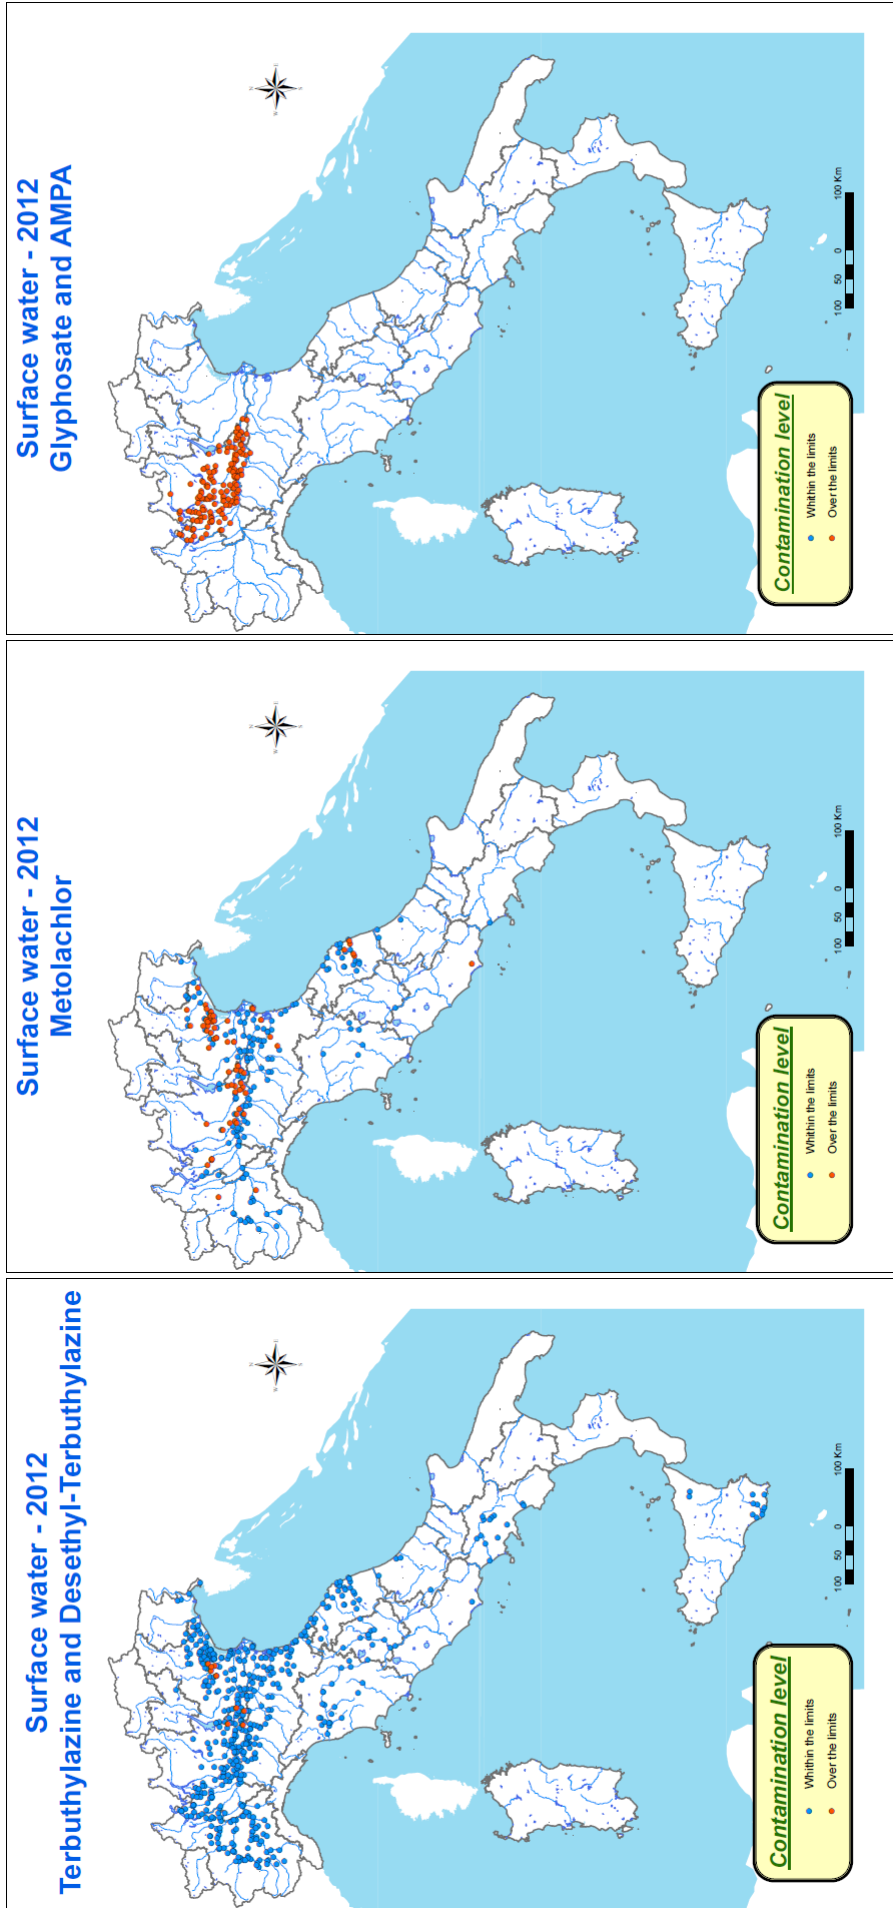 Surface water - 2012
Glyphosate and AMPA
100 50 0 100 Km
Contamination level
Whithin the limits
Over the limits
Surface water - 2012
Metolachlor
100 50 0 100 Km
Contamination level
Whithin the limits
Over the limits
Surface water - 2012
Terbuthylazine and Desethyl-Terbuthylazine
100 50 0 100 Km
Contamination level
Whithin the limits
Over the limits